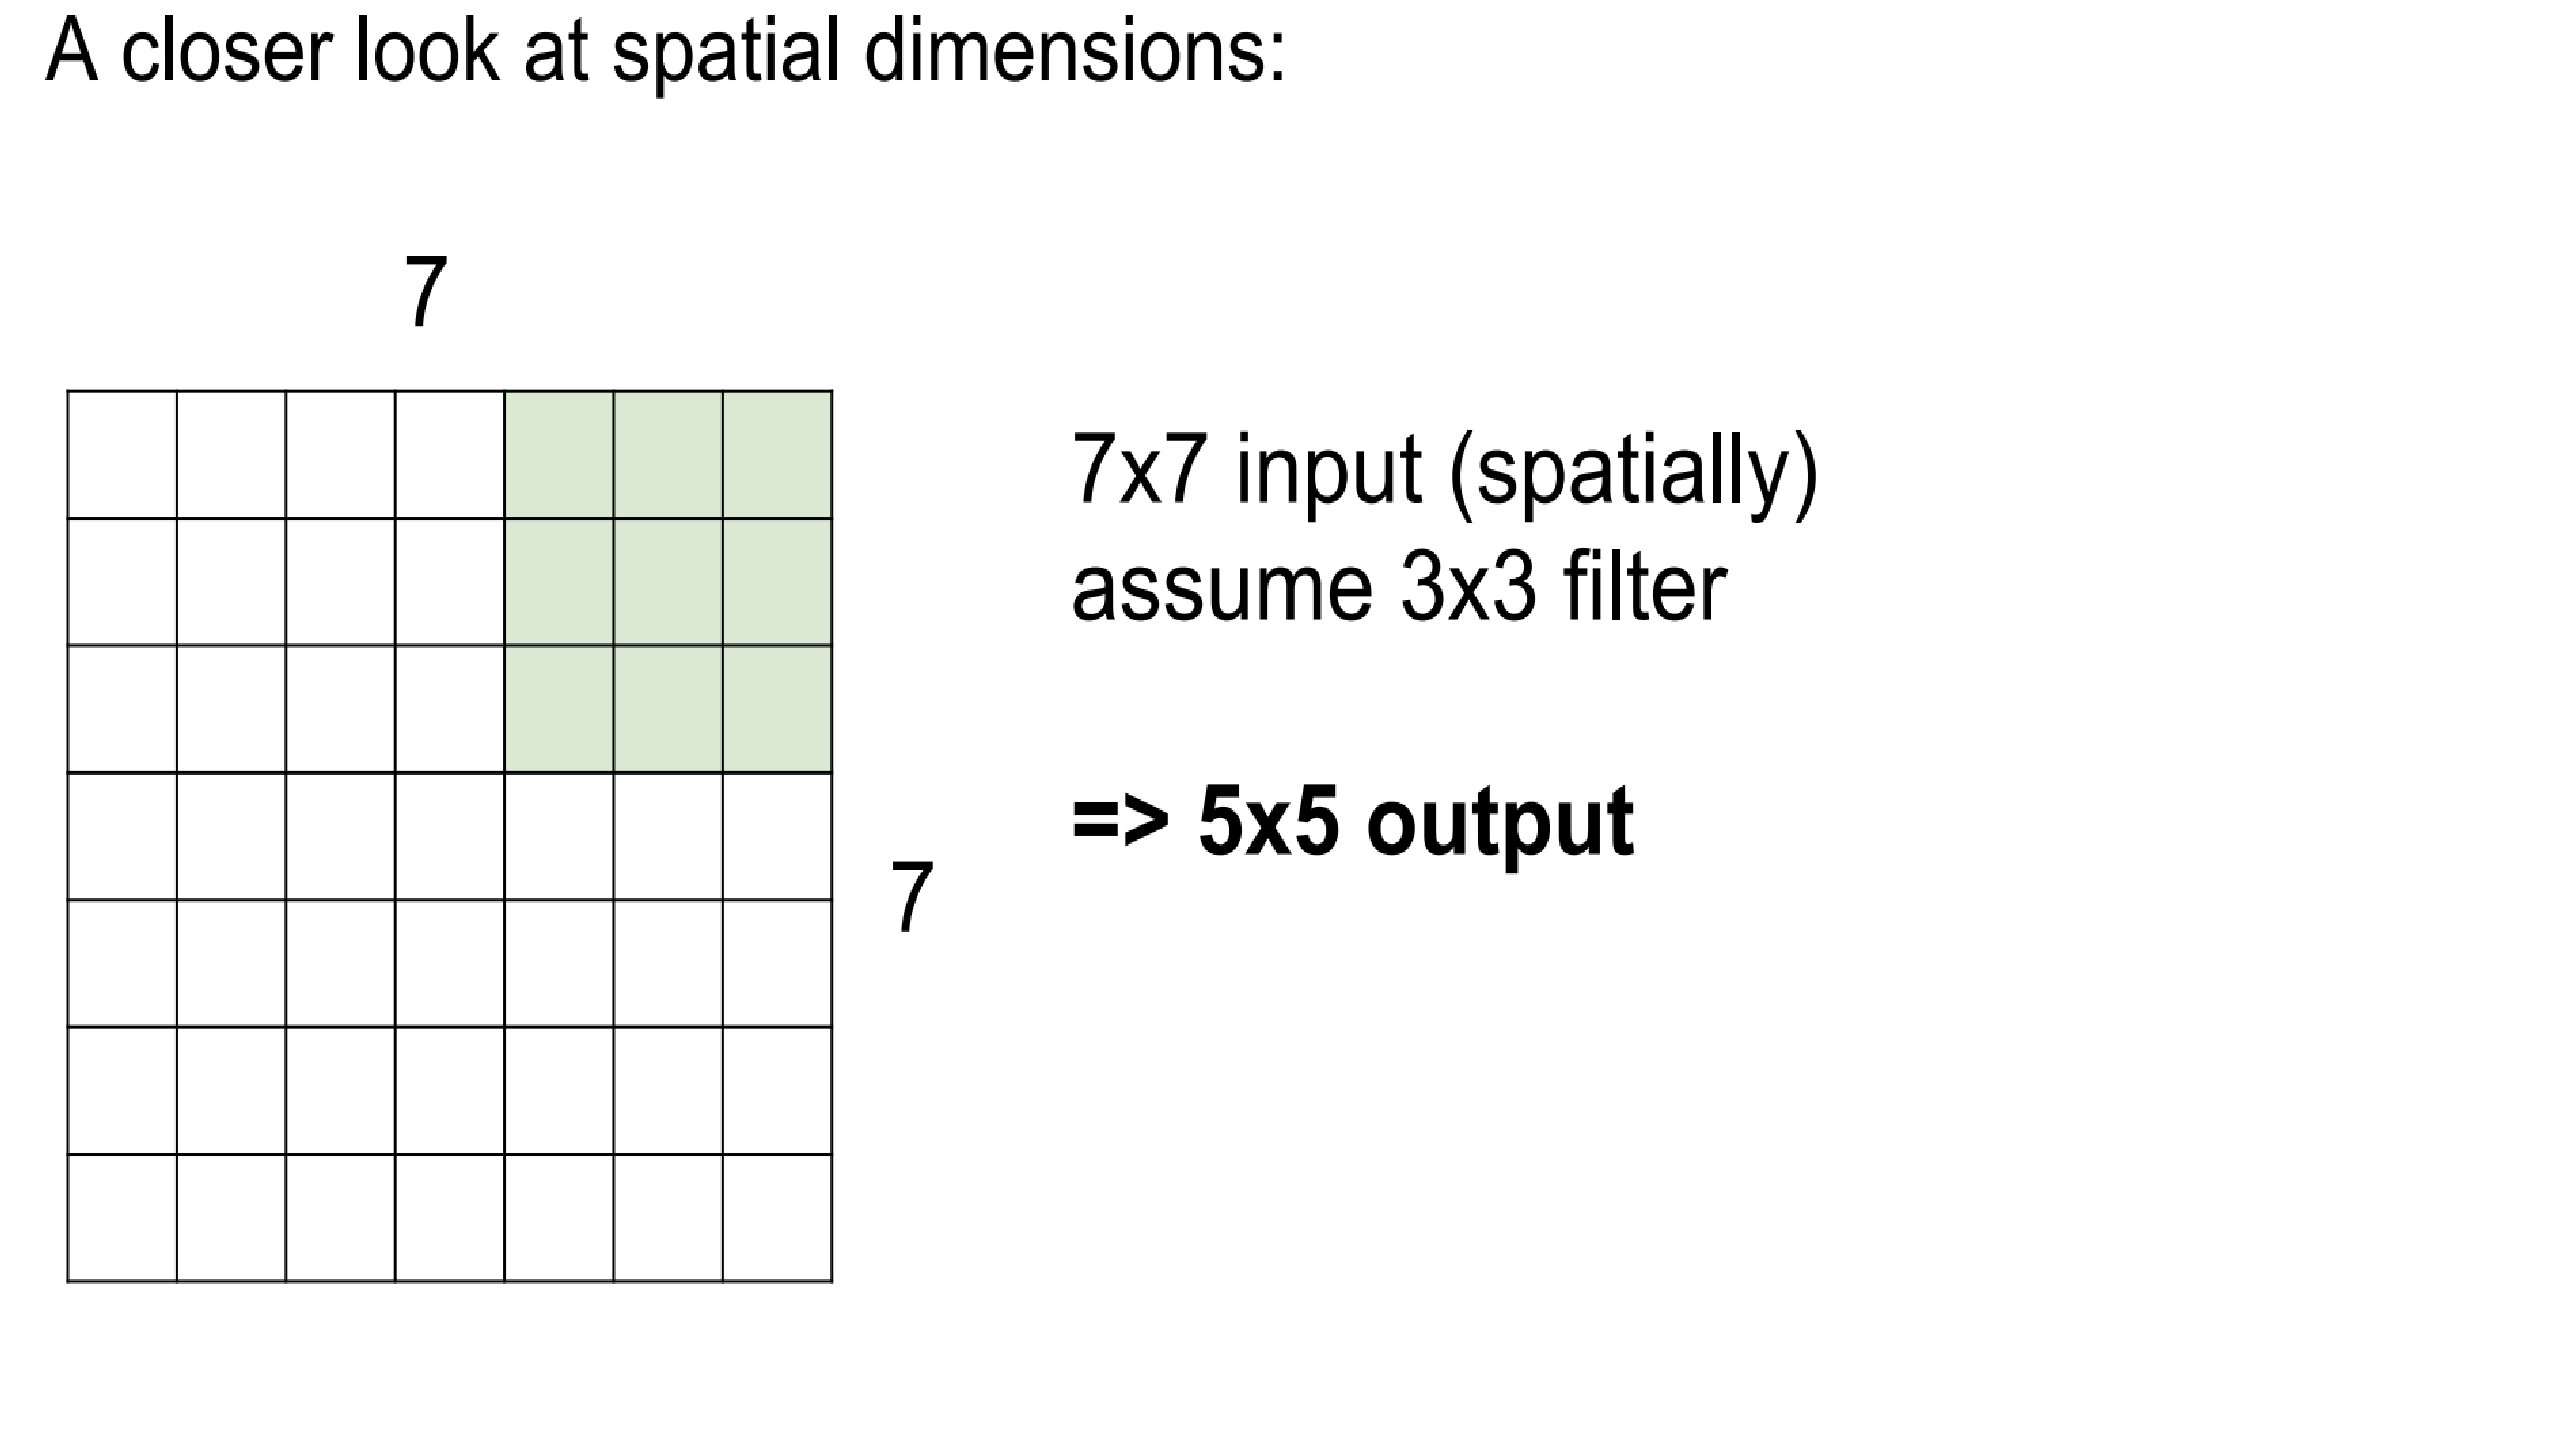 A closer look at spatial dimensions:
7
7x7 input (spatially)
assume 3x3 filter
=> 5x5 output
7